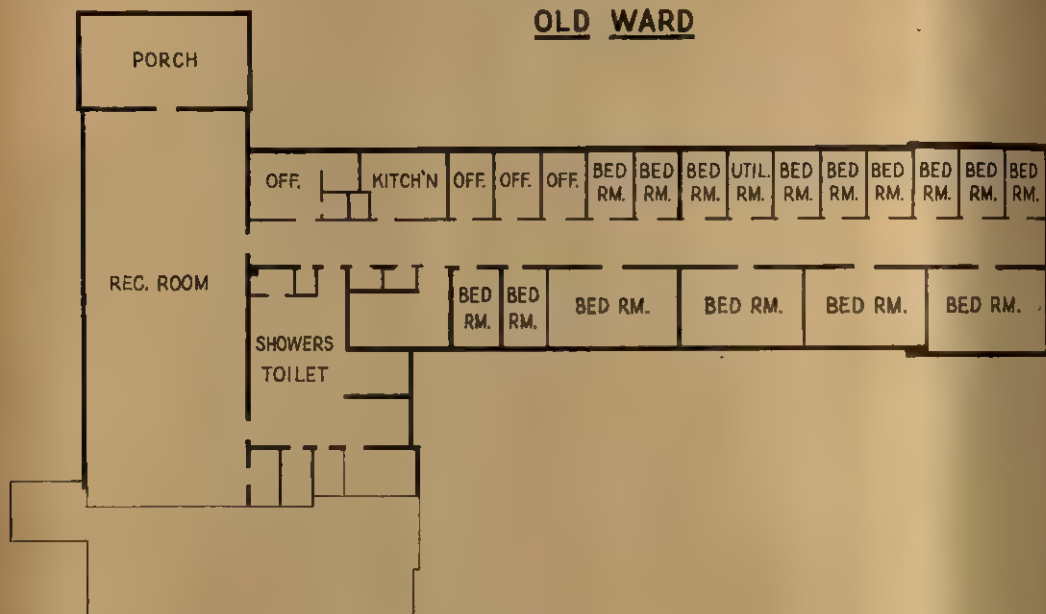 OLD WARD
PORCH
OFF.
KITCH'N
OFF.
OFF.
OFF.
BED
RM.
BED
RM.
BED
RM.
UTIL.
RM.
BED
RM.
BED
RM.
BED
RM.
BED
RM.
BED
RM.
BED
RM.
REC. ROOM
BED
RM.
BED
RM.
BED RM.
BED RM.
BED RM.
BED RM.
SHOWERS
TOILET